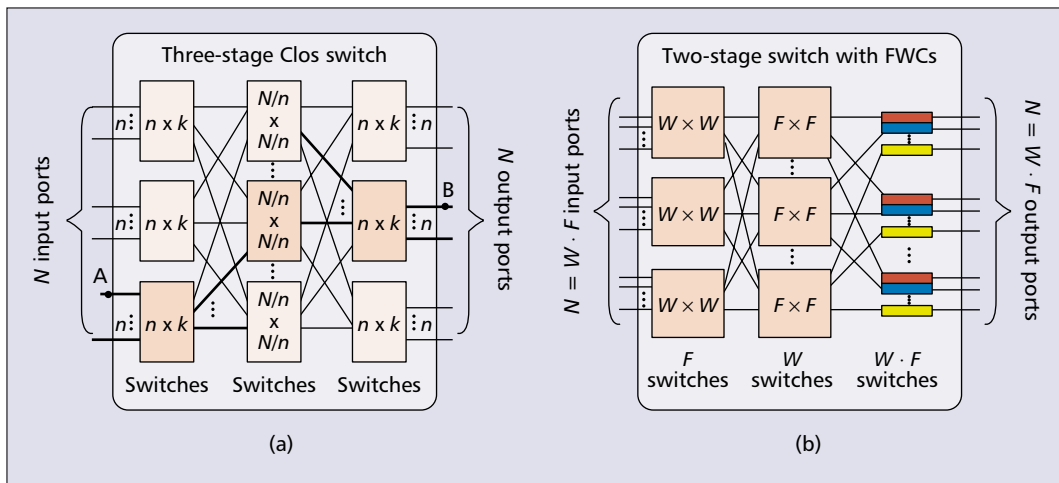 Three-stage Clos switch
N input ports
n
n x k
N/n
x
N/n
n x k
n
n x k
N/n
x
N/n
n x k
B
A
n
n x k
N/n
x
N/n
n x k
n
N output ports
Switches Switches Switches
(a)
Two-stage switch with FWCs
N = W · F input ports
W × W
F × F
W × W
F × F
W × W
F × F
N = W · F output ports
F
switches
W
switches
W · F
switches
(b)